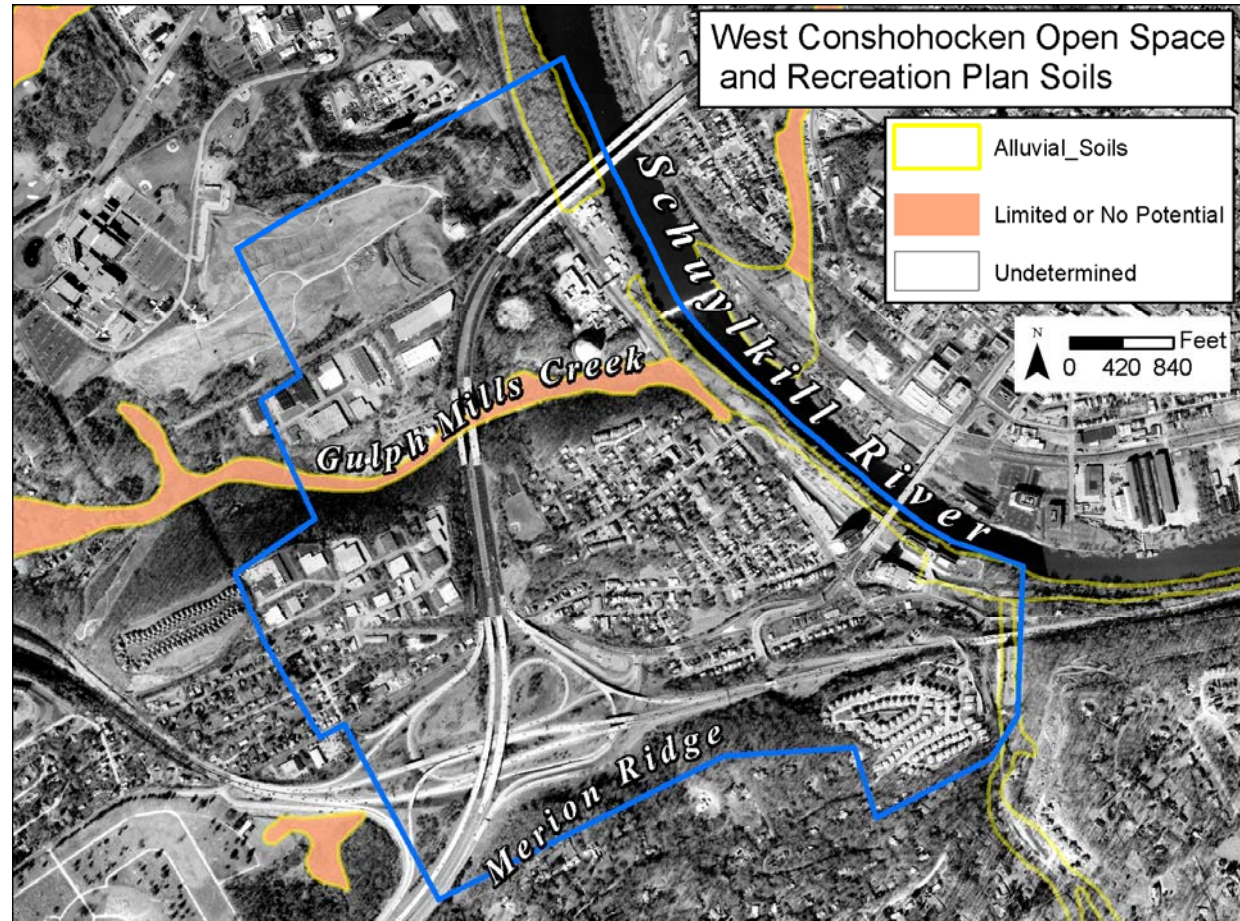 West Conshohocken Open Space
and Recreation Plan Soils
Alluvial_Soils
Limited or No Potential
Undetermined
N
Feet
0 420 840
Schuylkill River
Gulph Mills Creek
Merion Ridge